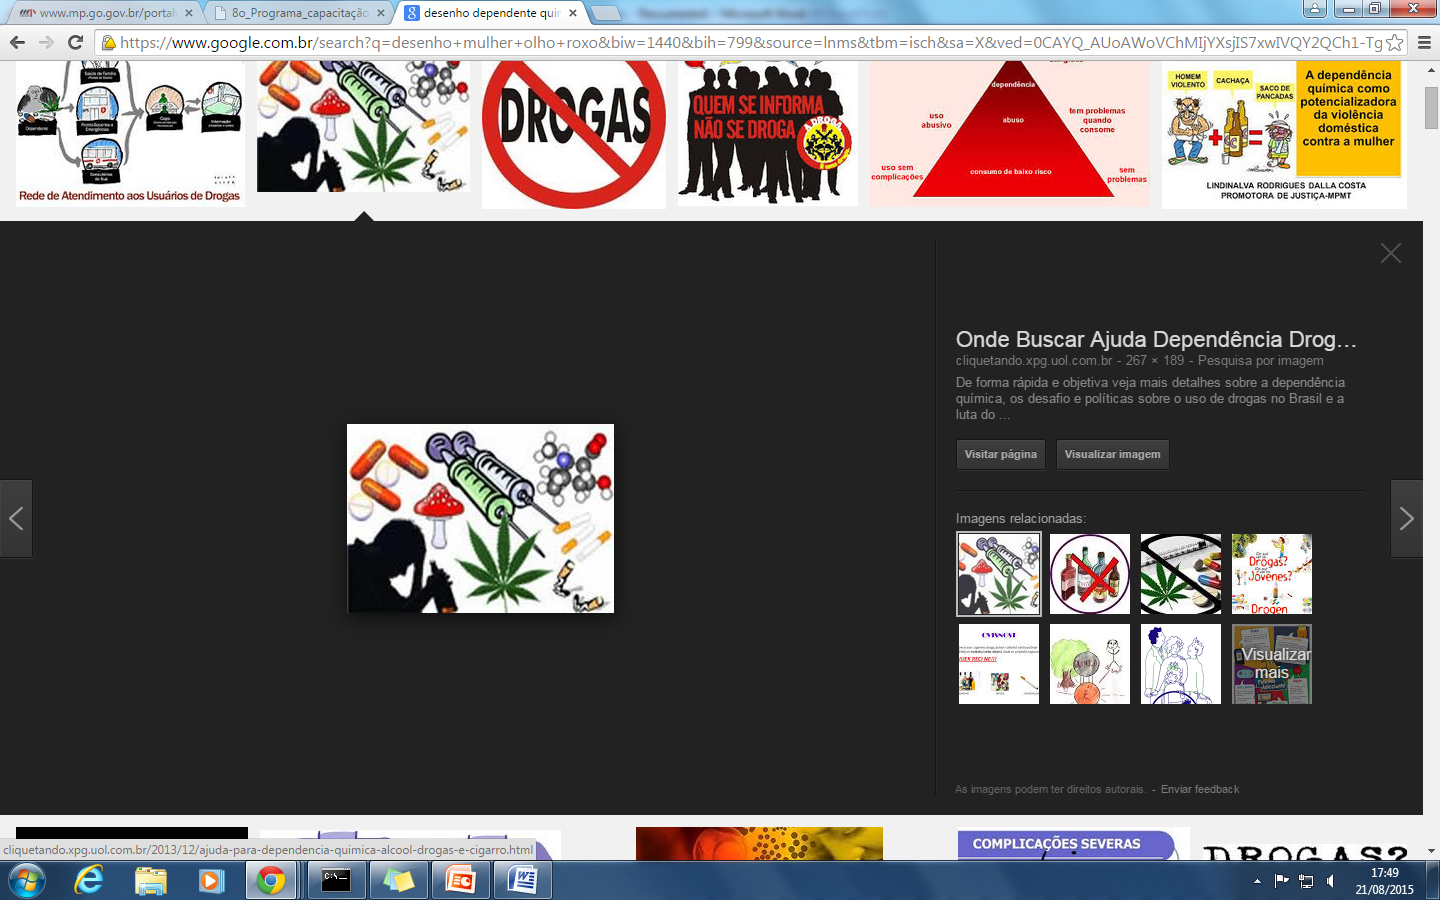 www.mp.go.gov.br/portal
8o_Programa_capacitação
desenho dependente quir
https://www.google.com.br/search?q=desenho+mulher+olho+roxo&biw=1440&bih=799&source=lnms&tbm=isch&sa=X&ved=0CAYQ_AUoAWoVChMIjYXsjIS7xwIVQY2QCh1-Tg
Rede de Atendimento aos Usuários de Drogas
DROGAS
QUEM SE INFORMA
NÃO SE DROGA
dependência
uso
abusivo
abuso
tem problemas
quando
consome
uso sem
complicações
consumo de baixo risco
sem
problemas
HOMEM
VIOLENTO
CACHAÇA
SACO DE
PANCADAS
A dependência
química como
potencializadora
da violência
doméstica
contra a mulher
LINDINALVA RODRIGUES DALLA COSTA
PROMOTORA DE JUSTIÇA-MPMT
Onde Buscar Ajuda Dependência Drog…
cliquetando.xpg.uol.com.br - 267 × 189 - Pesquisa por imagem
De forma rápida e objetiva veja mais detalhes sobre a dependência
química, os desafio e políticas sobre o uso de drogas no Brasil e a
luta do ...
Visitar página
Visualizar imagem
Imagens relacionadas:
Drogas?
Jóvenes?
Drogen
OVISNOST
Visualizar
mais
As imagens podem ter direitos autorais. - Enviar feedback
cliquetando.xpg.uol.com.br/2013/12/ajuda-para-dependencia-quimica-alcool-drogas-e-cigarro.html
COMPLICAÇÕES SEVERAS
DROGAS?
17:49
21/08/2015